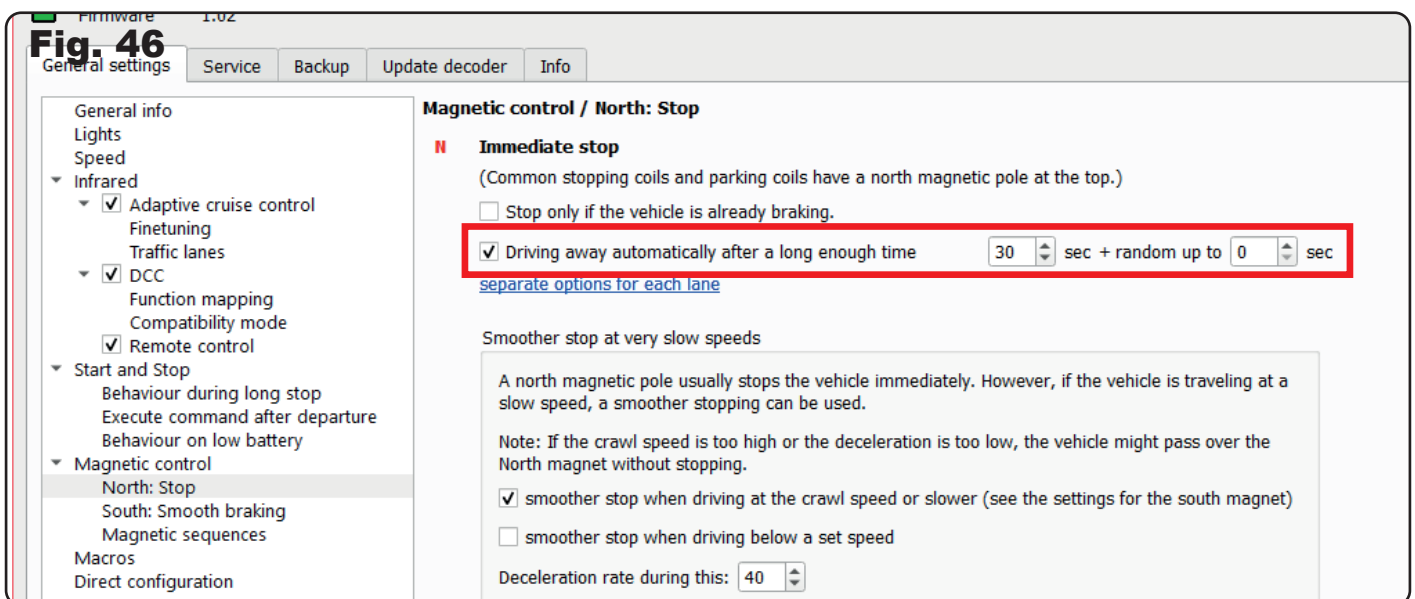 Firmware 1.02
Fig. 46
General settings Service Backup Update decoder Info
General info
Lights
Speed
Infrared
Adaptive cruise control
Finetuning
Traffic lanes
DCC
Function mapping
Compatibility mode
Remote control
Start and Stop
Behaviour during long stop
Execute command after departure
Behaviour on low battery
Magnetic control
North: Stop
South: Smooth braking
Magnetic sequences
Macros
Direct configuration
Magnetic control / North: Stop
N Immediate stop
(Common stopping coils and parking coils have a north magnetic pole at the top.)
Stop only if the vehicle is already braking.
Driving away automatically after a long enough time 30 sec + random up to 0 sec
separate options for each lane
Smoother stop at very slow speeds
A north magnetic pole usually stops the vehicle immediately. However, if the vehicle is traveling at a
slow speed, a smoother stopping can be used.
Note: If the crawl speed is too high or the deceleration is too low, the vehicle might pass over the
North magnet without stopping.
smoother stop when driving at the crawl speed or slower (see the settings for the south magnet)
smoother stop when driving below a set speed
Deceleration rate during this: 40